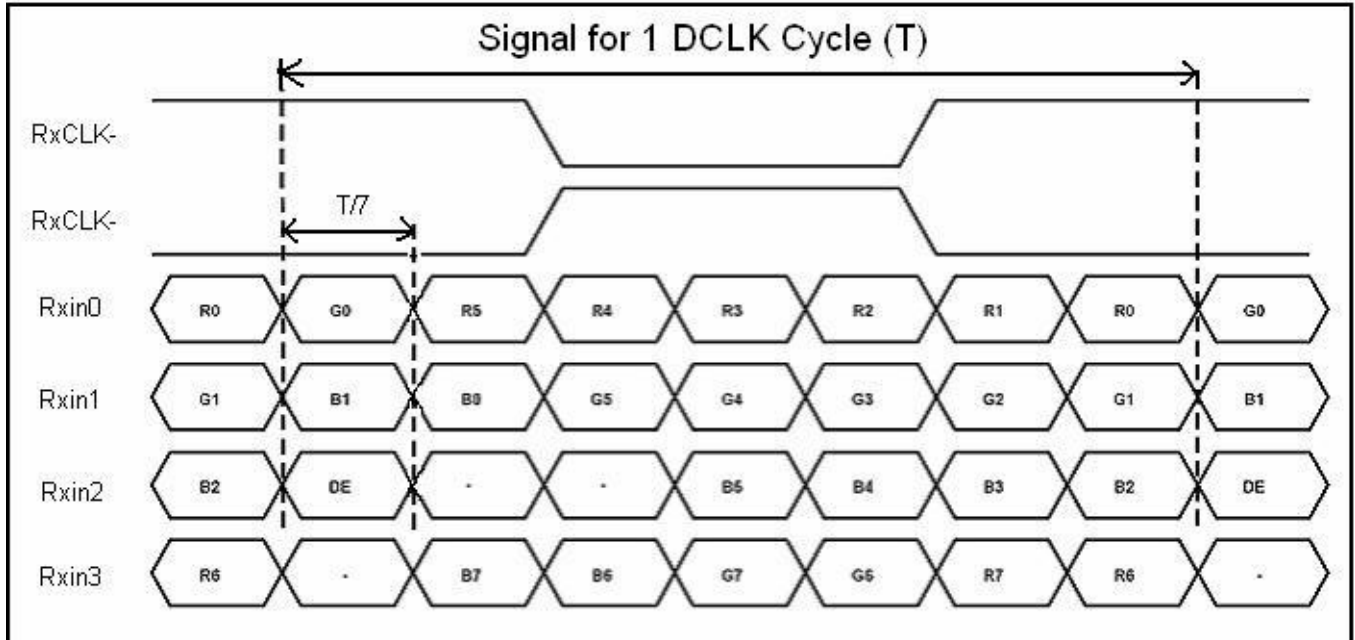 Signal for 1 DCLK Cycle (T)
RxCLK-
RxCLK-
T/7
Rxin0 R0 G0 R5 R4 R3 R2 R1 R0 G0
Rxin1 G1 B1 B0 G5 G4 G3 G2 G1 B1
Rxin2 B2 DE - - B5 B4 B3 B2 DE
Rxin3 R6 - B7 B6 G7 G6 R7 R6 -